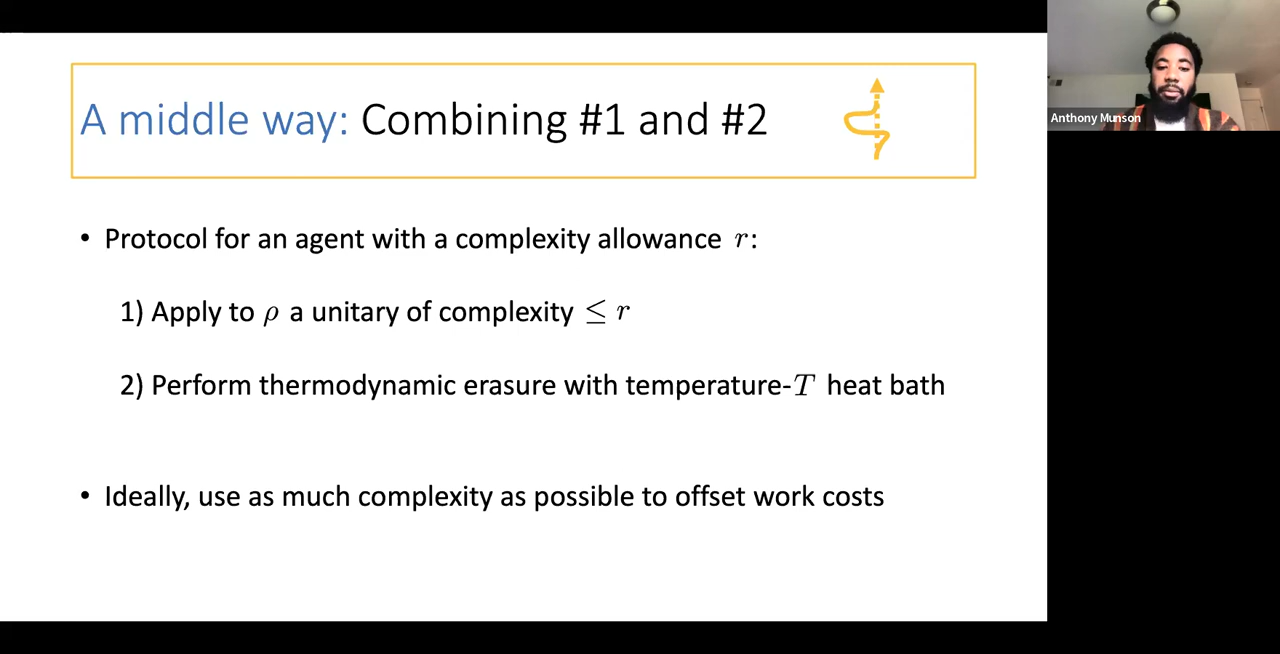 A middle way: Combining #1 and #2
Anthony Munson
• Protocol for an agent with a complexity allowance r:
1) Apply to ρ a unitary of complexity ≤ r
2) Perform thermodynamic erasure with temperature-T heat bath
• Ideally, use as much complexity as possible to offset work costs